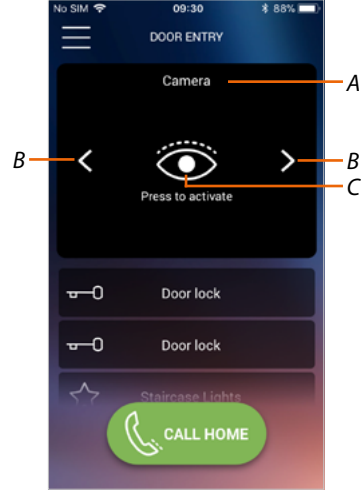 No SIM 09:30 88%
DOOR ENTRY
Camera
A
B
B
C
Press to activate
Door lock
Door lock
Staircase Lights
CALL HOME